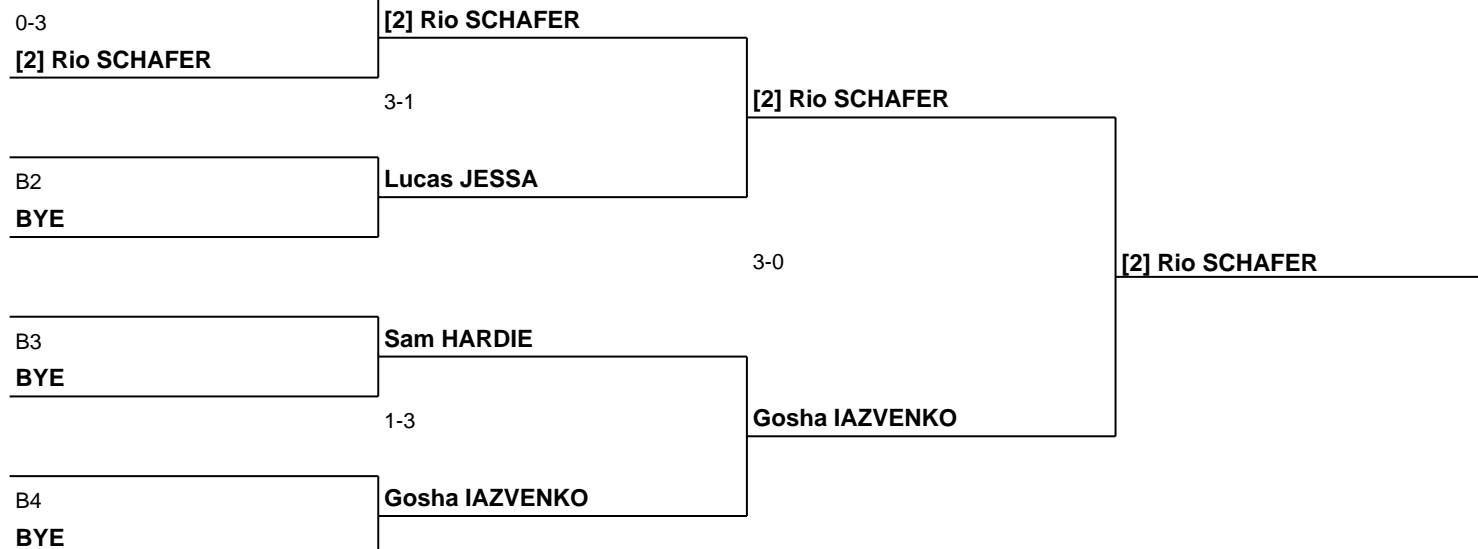 0-3
[2] Rio SCHAFER
[2] Rio SCHAFER
3-1
[2] Rio SCHAFER
B2
BYE
Lucas JESSA
3-0
[2] Rio SCHAFER
B3
BYE
Sam HARDIE
1-3
Gosha IAZVENKO
B4
BYE
Gosha IAZVENKO